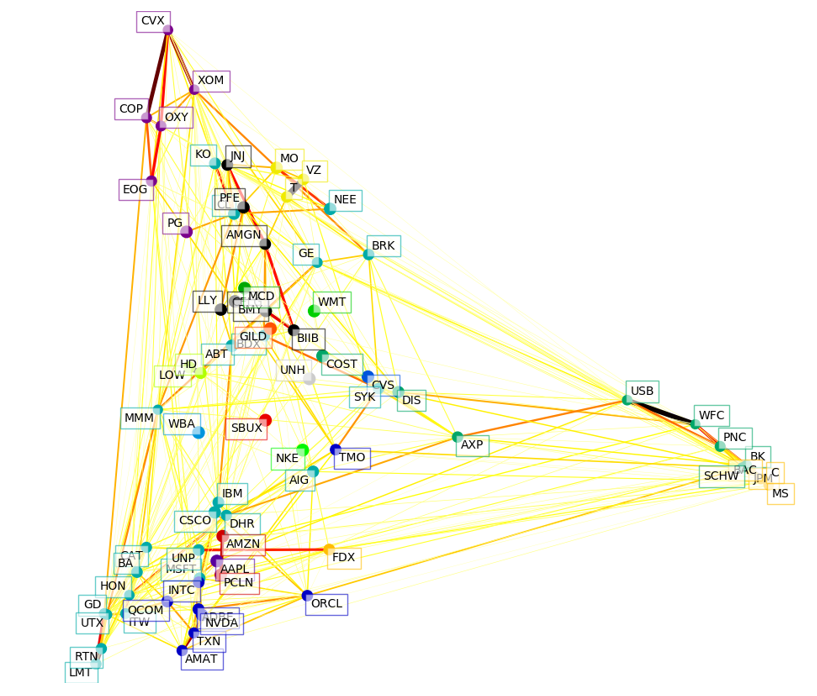 CVX
XOM
COP
OXY
KO
JNJ
MO
VZ
T
EOG
PFE
CL
NEE
PG
AMGN
GE
BRK
LLY
MCD
BMY
WMT
GILD
BIIB
ABT
BDX
COST
HD
LOW
UNH
CVS
SYK
DIS
USB
MMM
WBA
SBUX
WFC
AXP
PNC
NKE
TMO
BK
AIG
SCHW
BAC
C
JPM
MS
IBM
CSCO
DHR
AMZN
CAT
BA
UNP
FDX
MSFT
AAPL
PCLN
HON
INTC
GD
QCOM
ORCL
UTX
ITW
ADBE
NVDA
TXN
RTN
AMAT
LMT